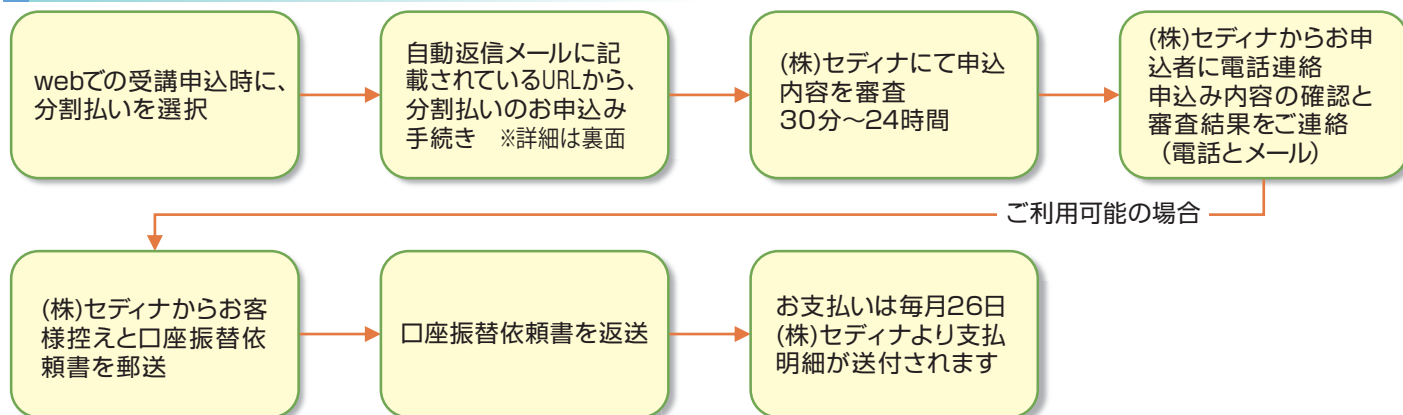 webでの受講申込時に、
分割払いを選択
自動返信メールに記
載されているURLから、
分割払いのお申込み
手続き　※詳細は裏面
(株)セディナにて申込
内容を審査
30分～24時間
(株)セディナからお申
込者に電話連絡
申込み内容の確認と
審査結果をご連絡
（電話とメール）
ご利用可能の場合
(株)セディナからお客
様控えと口座振替依
頼書を郵送
口座振替依頼書を返送
お支払いは毎月26日
(株)セディナより支払
明細が送付されます